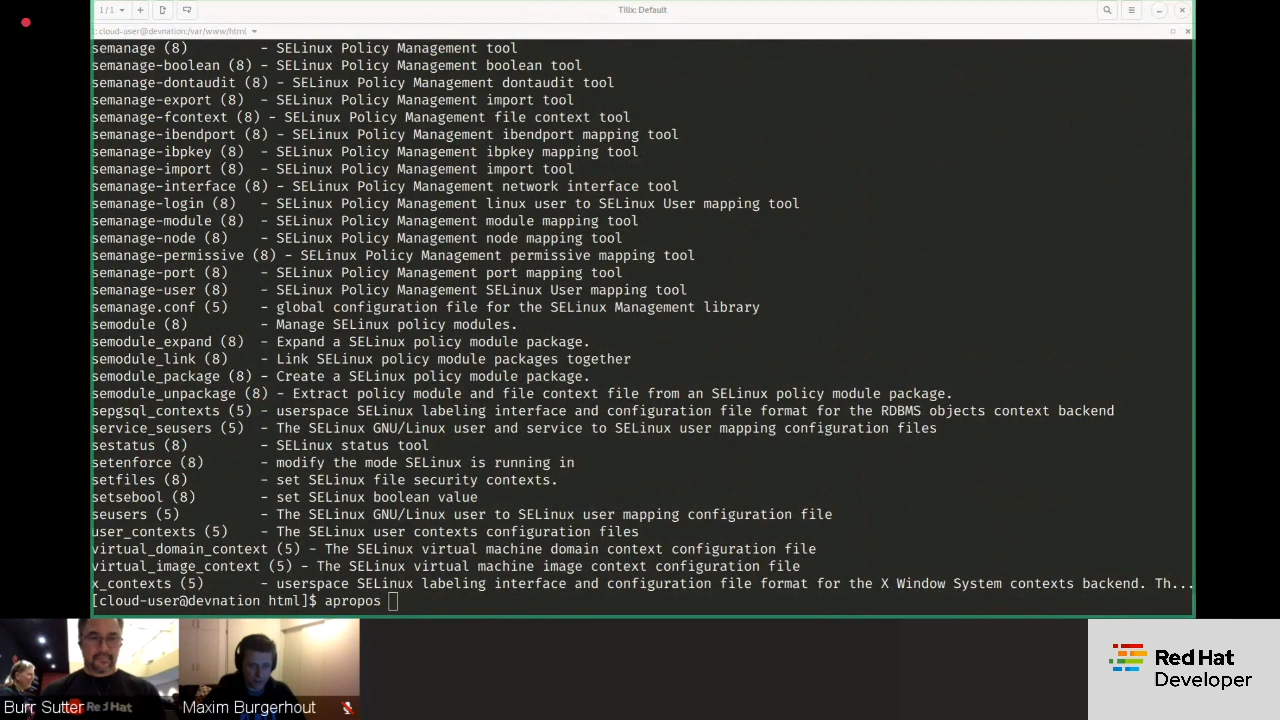 1/1
Tilix: Default
: cloud-user@devnation:/var/www/html
semanage (8)         - SELinux Policy Management tool
semanage-boolean (8) - SELinux Policy Management boolean tool
semanage-dontaudit (8) - SELinux Policy Management dontaudit tool
semanage-export (8)  - SELinux Policy Management import tool
semanage-fcontext (8) - SELinux Policy Management file context tool
semanage-ibendport (8) - SELinux Policy Management ibendport mapping tool
semanage-ibpkey (8)  - SELinux Policy Management ibpkey mapping tool
semanage-import (8)  - SELinux Policy Management import tool
semanage-interface (8) - SELinux Policy Management network interface tool
semanage-login (8)   - SELinux Policy Management linux user to SELinux User mapping tool
semanage-module (8)  - SELinux Policy Management module mapping tool
semanage-node (8)    - SELinux Policy Management node mapping tool
semanage-permissive (8) - SELinux Policy Management permissive mapping tool
semanage-port (8)    - SELinux Policy Management port mapping tool
semanage-user (8)    - SELinux Policy Management SELinux User mapping tool
semanage.conf (5)    - global configuration file for the SELinux Management library
semodule (8)         - Manage SELinux policy modules.
semodule_expand (8)  - Expand a SELinux policy module package.
semodule_link (8)    - Link SELinux policy module packages together
semodule_package (8) - Create a SELinux policy module package.
semodule_unpackage (8) - Extract policy module and file context file from an SELinux policy module package.
sepgsql_contexts (5) - userspace SELinux labeling interface and configuration file format for the RDBMS objects context backend
service_seusers (5)  - The SELinux GNU/Linux user and service to SELinux user mapping configuration files
sestatus (8)         - SELinux status tool
setenforce (8)       - modify the mode SELinux is running in
setfiles (8)         - set SELinux file security contexts.
setsebool (8)        - set SELinux boolean value
seusers (5)          - The SELinux GNU/Linux user to SELinux user mapping configuration file
user_contexts (5)    - The SELinux user contexts configuration files
virtual_domain_context (5) - The SELinux virtual machine domain context configuration file
virtual_image_context (5) - The SELinux virtual machine image context configuration file
x_contexts (5)       - userspace SELinux labeling interface and configuration file format for the X Window System contexts backend. Th...
[cloud-user@devnation html]$ apropos
Burr Sutter
Red Hat
Maxim Burgerhout
Red Hat
Developer